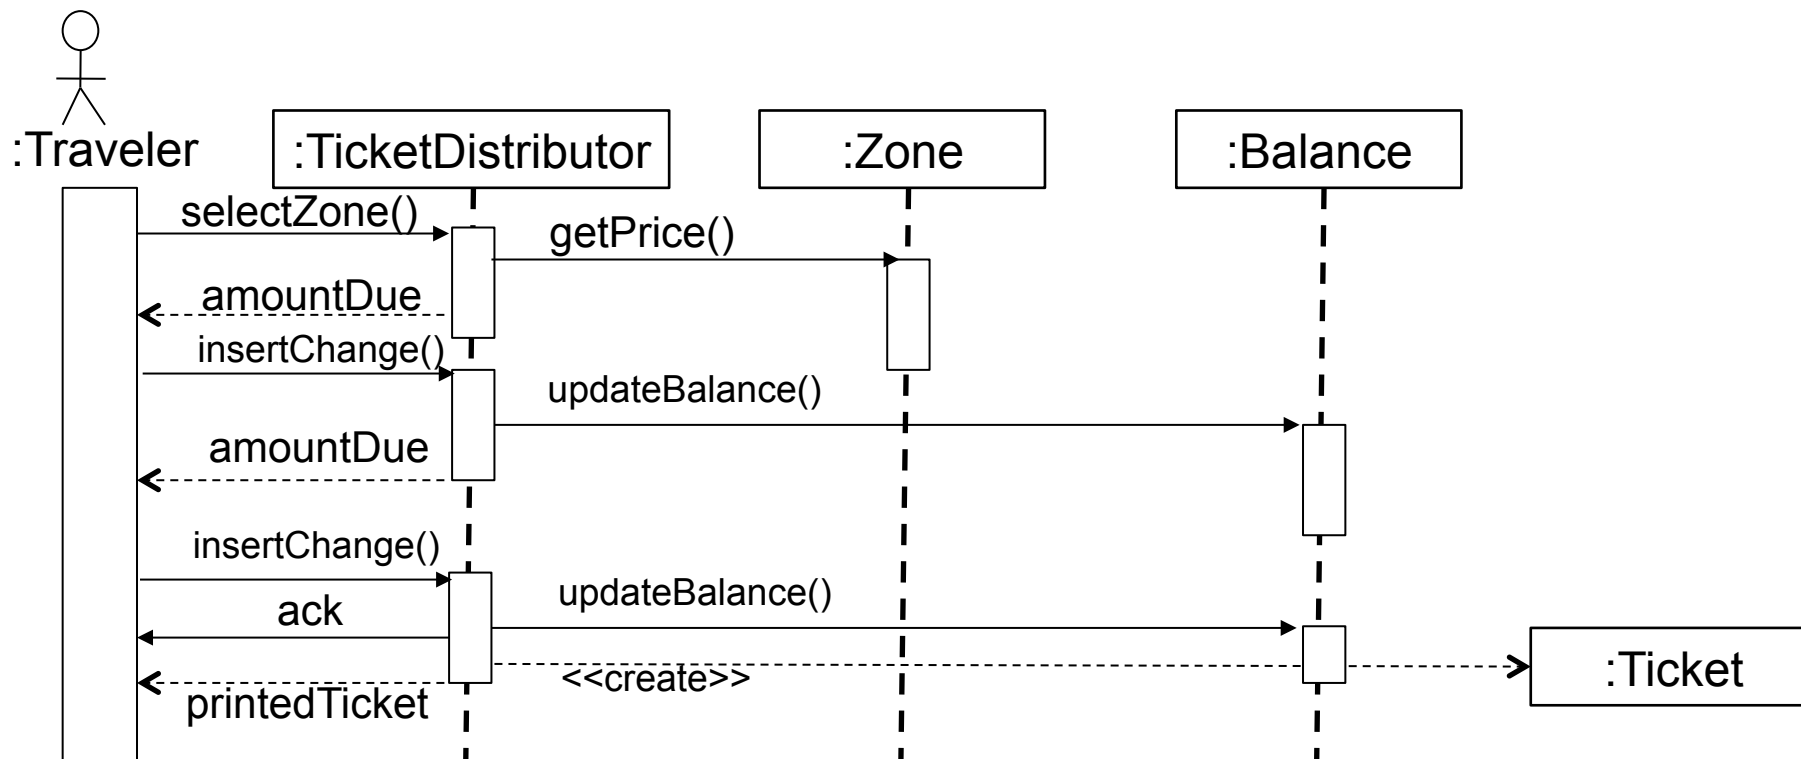 :Traveler
:TicketDistributor
:Zone
:Balance
selectZone()
getPrice()
amountDue
insertChange()
updateBalance()
amountDue
insertChange()
updateBalance()
ack
<<create>>
:Ticket
printedTicket